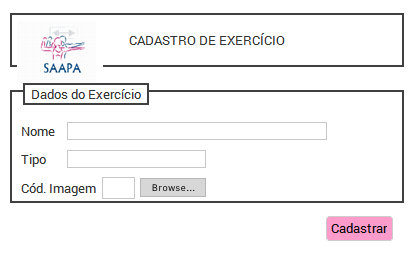 CADASTRO DE EXERCÍCIO
SAAPA
Dados do Exercício
Nome
Tipo
Cód. Imagem Browse...
Cadastrar